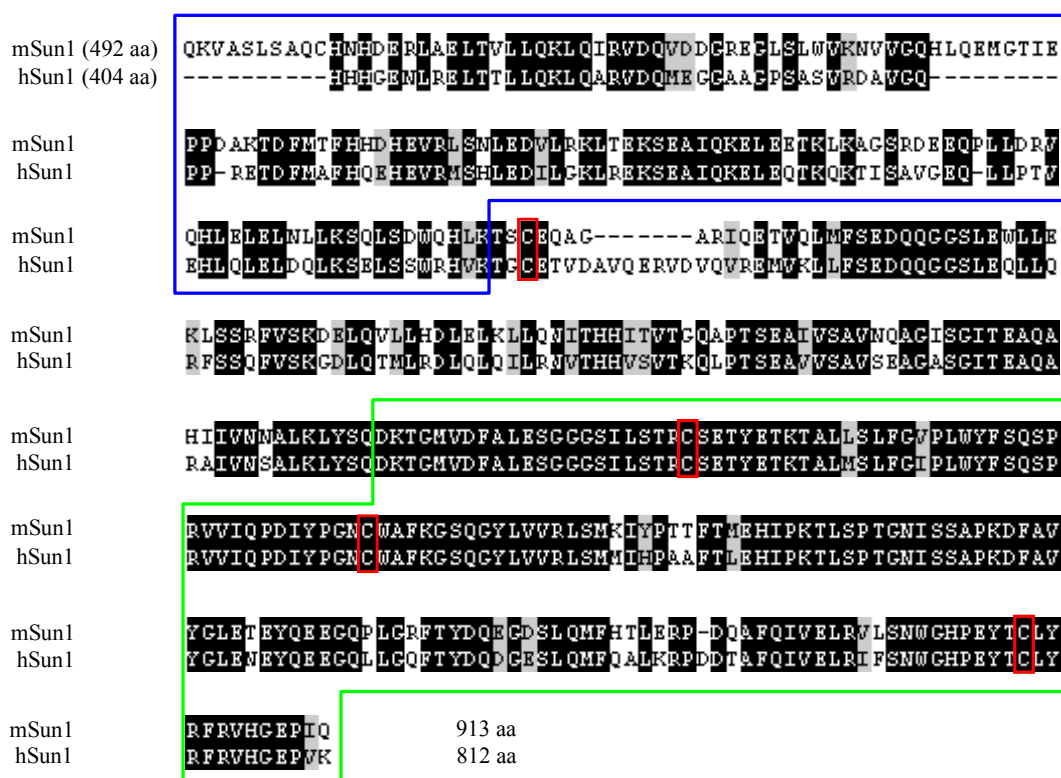 mSun1 (492 aa) QKVASLSAQCHNHDERLAELTVLLQKLQIRVDQVDDGREGLSLWVKNVVGQHLQEMGTIE
hSun1 (404 aa) ----------HHHGENLRELTTLLQKLQARVDQMEGGAAGPSASVRDAVGQ---------
mSun1 PPDAKTDFMTFHHDHEVRLSNLEDVLRKLTEKSEAIQKELEETKLKAGSRDEEQPLLDRV
hSun1 PP-RETDFMAFHQEHEVRMSHLEDILGKLREKSEAIQKELEQTKQKTISAVGEQ-LLPTV
mSun1 QHLELELNLLKSQLSDWQHLKTSCEQAG-------ARIQETVQLMFSEDQQGGSLEWLLE
hSun1 EHLQLELDQLKSELSSWRHVKTGCETVDAVQERVDVQVREMVKLLFSEDQQGGSLEQLLQ
mSun1 KLSSRFVSKDELQVLLHDLELKLLQNITHHITVTGQAPTSEAIVSAVNQAGISGITEAQA
hSun1 RFSSQFVSKGDLQTMLRDLQLQILRNVTHHVSVTKQLPTSEAVVSAVSEAGASGITEAQA
mSun1 HIIVNNALKLYSQDKTGMVDFALESGGGSILSTRCSETYETKTALLSLFGVPLWYFSQSP
hSun1 RAIVNSALKLYSQDKTGMVDFALESGGGSILSTRCSETYETKTALMSLFGIPLWYFSQSP
mSun1 RVVIQPDIYPGNCWAFKGSQGYLVVRLSMKIYPTTFTMEHIPKTLSPTGNISSAPKDFAV
hSun1 RVVIQPDIYPGNCWAFKGSQGYLVVRLSMMIHPAAFTLEHIPKTLSPTGNISSAPKDFAV
mSun1 YGLETEYQEEGQPLGRFTYDQEGDSLQMFHTLERP-DQAFQIVELRVLSNWGHPEYTCLY
hSun1 YGLENEYQEEGQLLGQFTYDQDGESLQMFQALKRPDDTAFQIVELRIFSNWGHPEYTCLY
mSun1 RFRVHGEPIQ 913 aa
hSun1 RFRVHGEPVK 812 aa